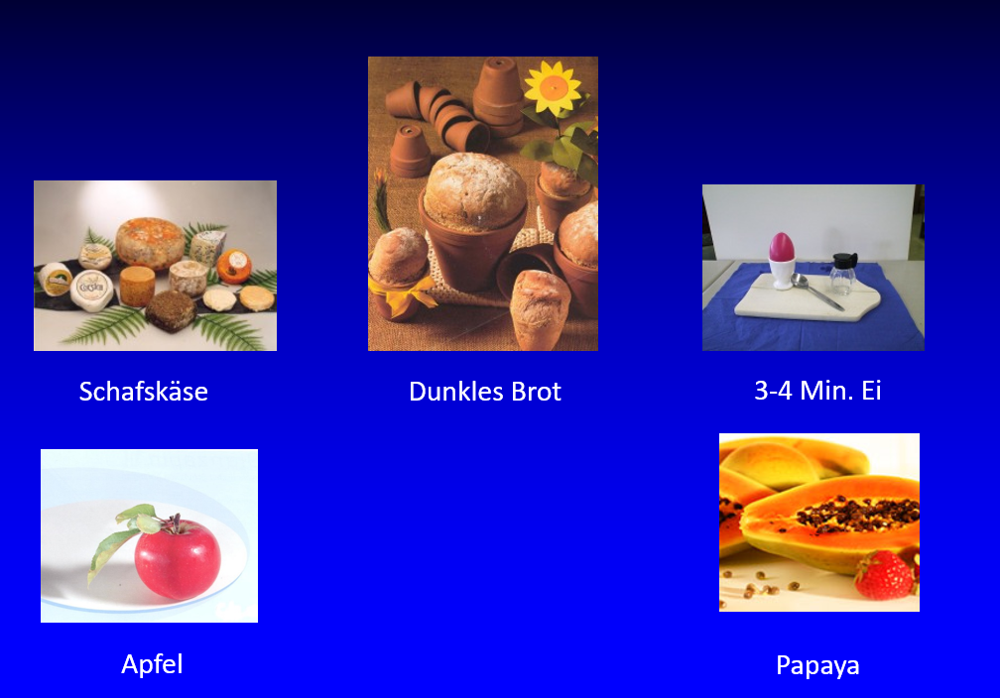 Schafskäse
Dunkles Brot
3-4 Min. Ei
Apfel
Papaya